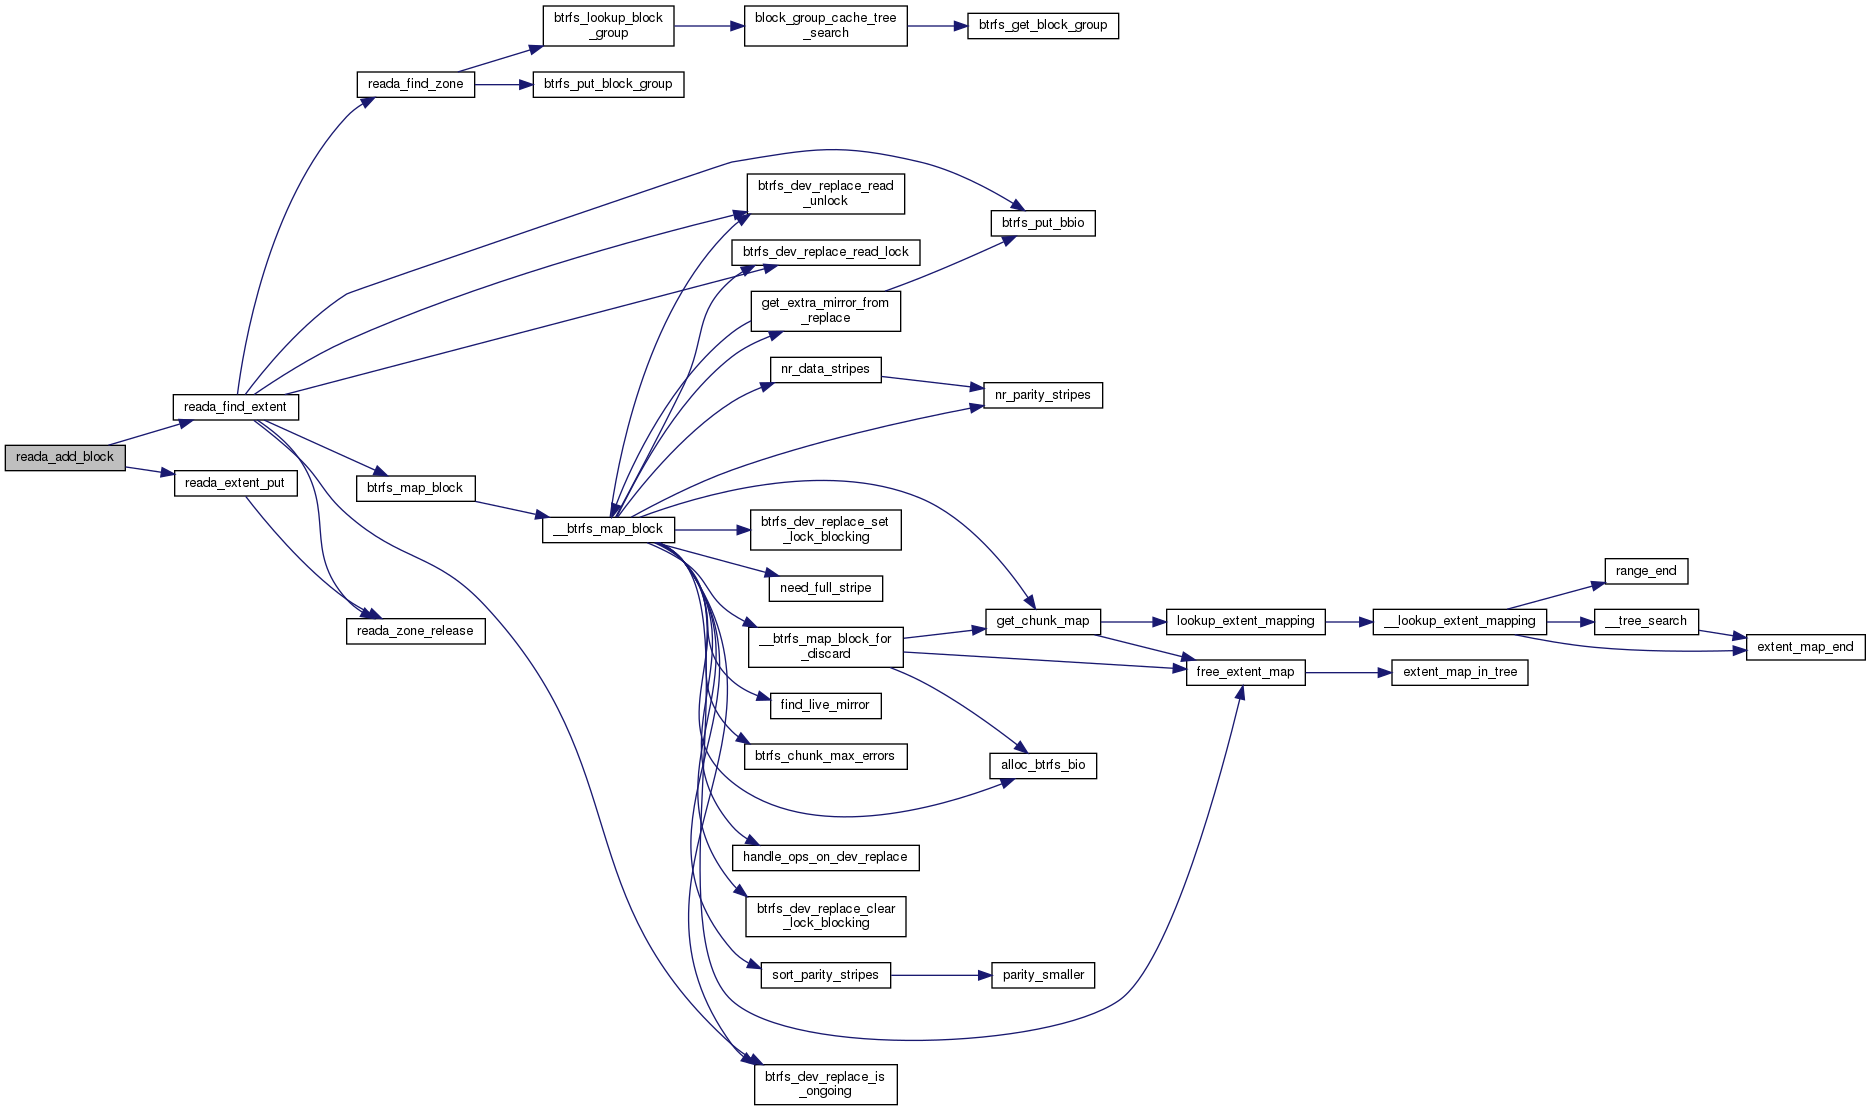 btrfs_lookup_block
_group
block_group_cache_tree
_search
btrfs_get_block_group
reada_find_zone
btrfs_put_block_group
btrfs_dev_replace_read
_unlock
btrfs_put_bbio
btrfs_dev_replace_read_lock
get_extra_mirror_from
_replace
nr_data_stripes
nr_parity_stripes
reada_find_extent
reada_add_block
reada_extent_put
btrfs_map_block
__btrfs_map_block
btrfs_dev_replace_set
_lock_blocking
need_full_stripe
range_end
get_chunk_map
lookup_extent_mapping
__lookup_extent_mapping
__tree_search
extent_map_end
reada_zone_release
__btrfs_map_block_for
_discard
free_extent_map
extent_map_in_tree
find_live_mirror
btrfs_chunk_max_errors
alloc_btrfs_bio
handle_ops_on_dev_replace
btrfs_dev_replace_clear
_lock_blocking
sort_parity_stripes
parity_smaller
btrfs_dev_replace_is
_ongoing